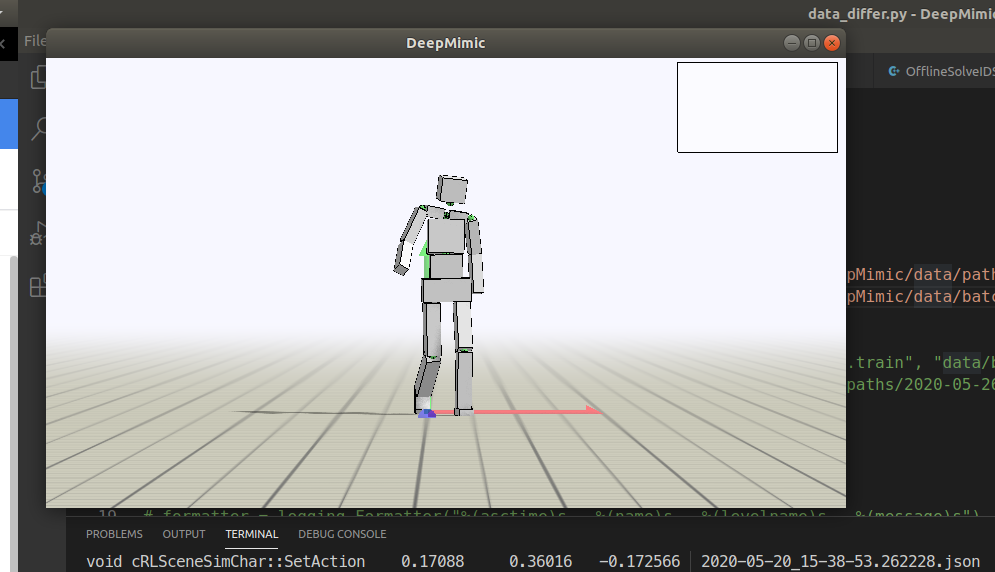 data_differ.py - DeepMimic
File
DeepMimic
OfflineSolveIDS
pMimic/data/path
pMimic/data/batc
.train", "data/b
paths/2020-05-26
19 # formatter = logging.Formatter("%(asctime)s - %(name)s - %(levelname)s - %(message)s")
PROBLEMS OUTPUT TERMINAL DEBUG CONSOLE
void cRLSceneSimChar::SetAction 0.17088 0.36016 -0.172566 2020-05-20_15-38-53.262228.json